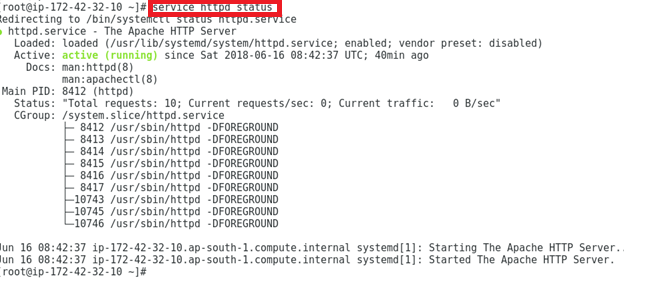 [root@ip-172-42-32-10 ~]# service httpd status
Redirecting to /bin/systemctl status httpd.service
● httpd.service - The Apache HTTP Server
Loaded: loaded (/usr/lib/systemd/system/httpd.service; enabled; vendor preset: disabled)
Active: active (running) since Sat 2018-06-16 08:42:37 UTC; 40min ago
Docs: man:httpd(8)
man:apachectl(8)
Main PID: 8412 (httpd)
Status: "Total requests: 10; Current requests/sec: 0; Current traffic:   0 B/sec"
CGroup: /system.slice/httpd.service
├─ 8412 /usr/sbin/httpd -DFOREGROUND
├─ 8413 /usr/sbin/httpd -DFOREGROUND
├─ 8414 /usr/sbin/httpd -DFOREGROUND
├─ 8415 /usr/sbin/httpd -DFOREGROUND
├─ 8416 /usr/sbin/httpd -DFOREGROUND
├─ 8417 /usr/sbin/httpd -DFOREGROUND
├─10743 /usr/sbin/httpd -DFOREGROUND
├─10745 /usr/sbin/httpd -DFOREGROUND
└─10746 /usr/sbin/httpd -DFOREGROUND
Jun 16 08:42:37 ip-172-42-32-10.ap-south-1.compute.internal systemd[1]: Starting The Apache HTTP Server..
Jun 16 08:42:37 ip-172-42-32-10.ap-south-1.compute.internal systemd[1]: Started The Apache HTTP Server.
[root@ip-172-42-32-10 ~]#